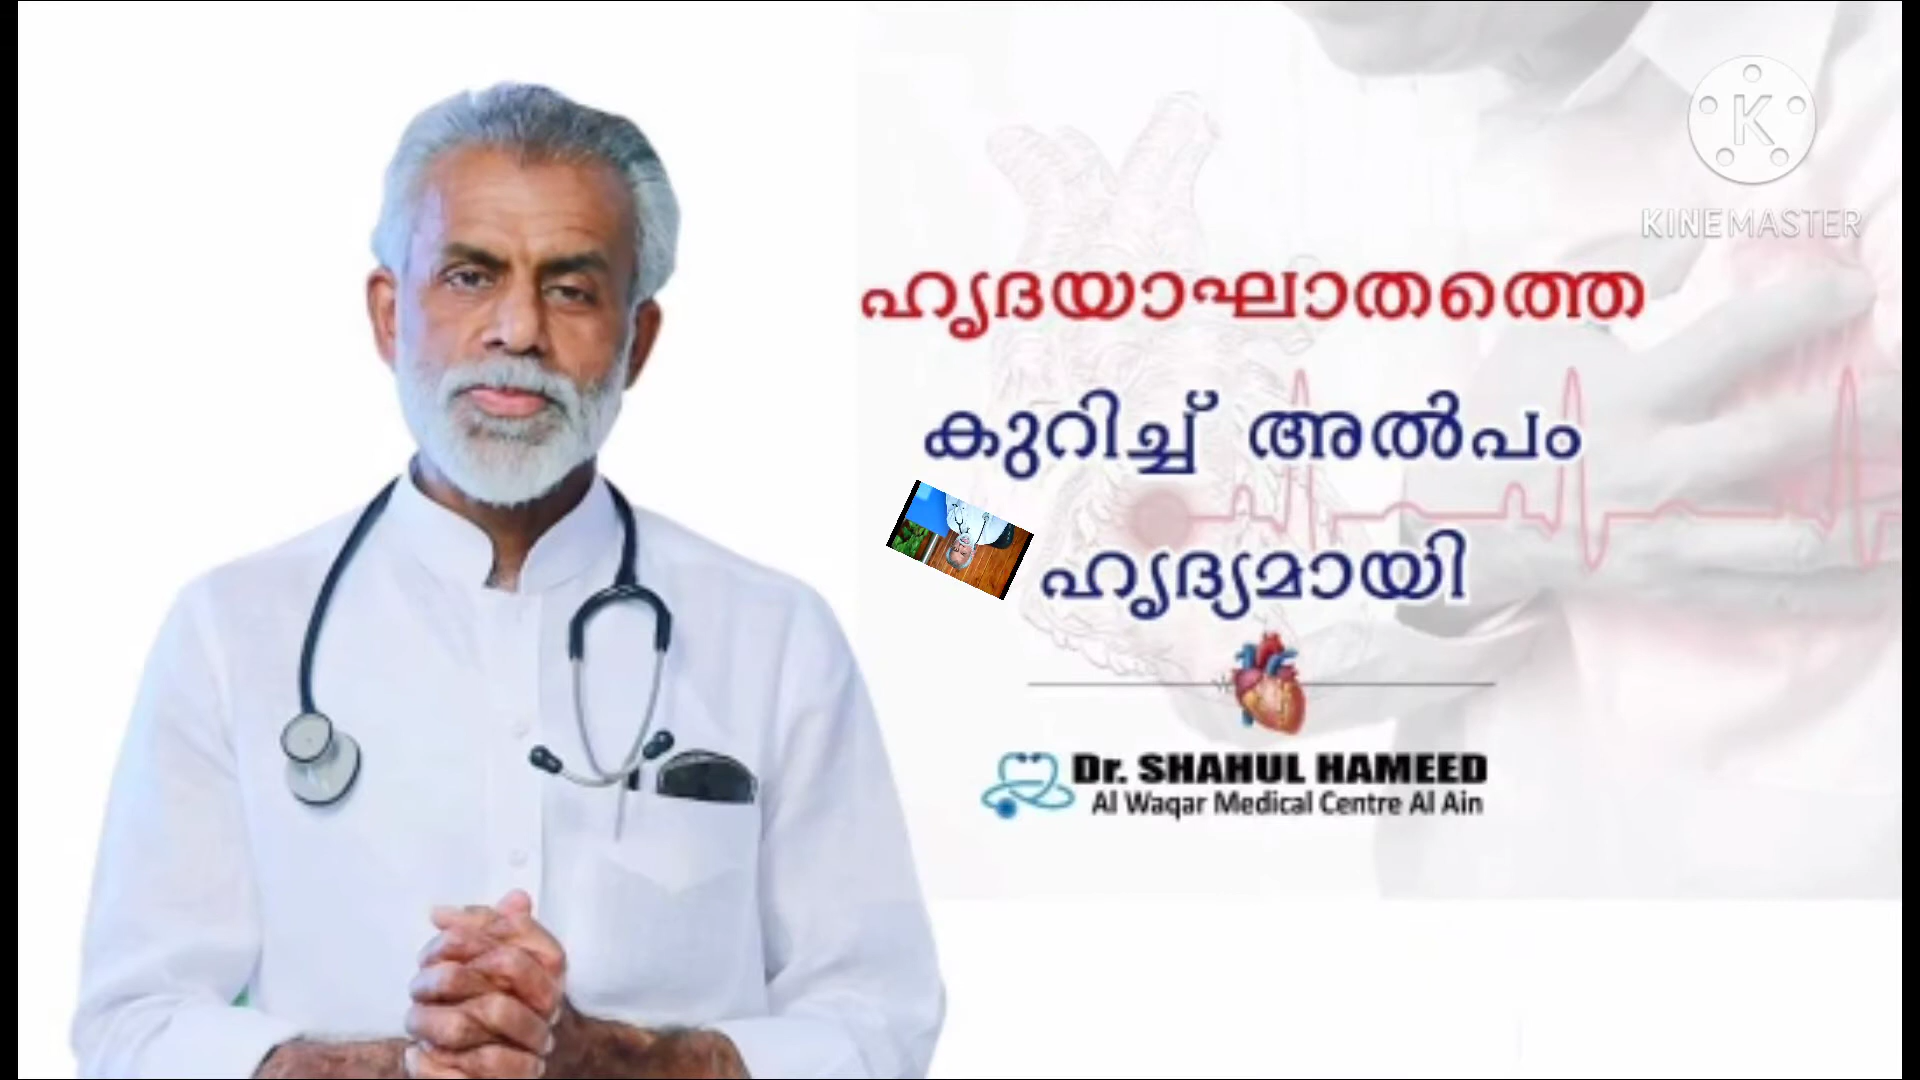 KINEMASTER
ഹൃദയാഘാതത്തെ
കുറിച്ച് അൽപം
ഹൃദ്യമായി
Dr. SHAHUL HAMEED
Al Waqar Medical Centre Al Ain